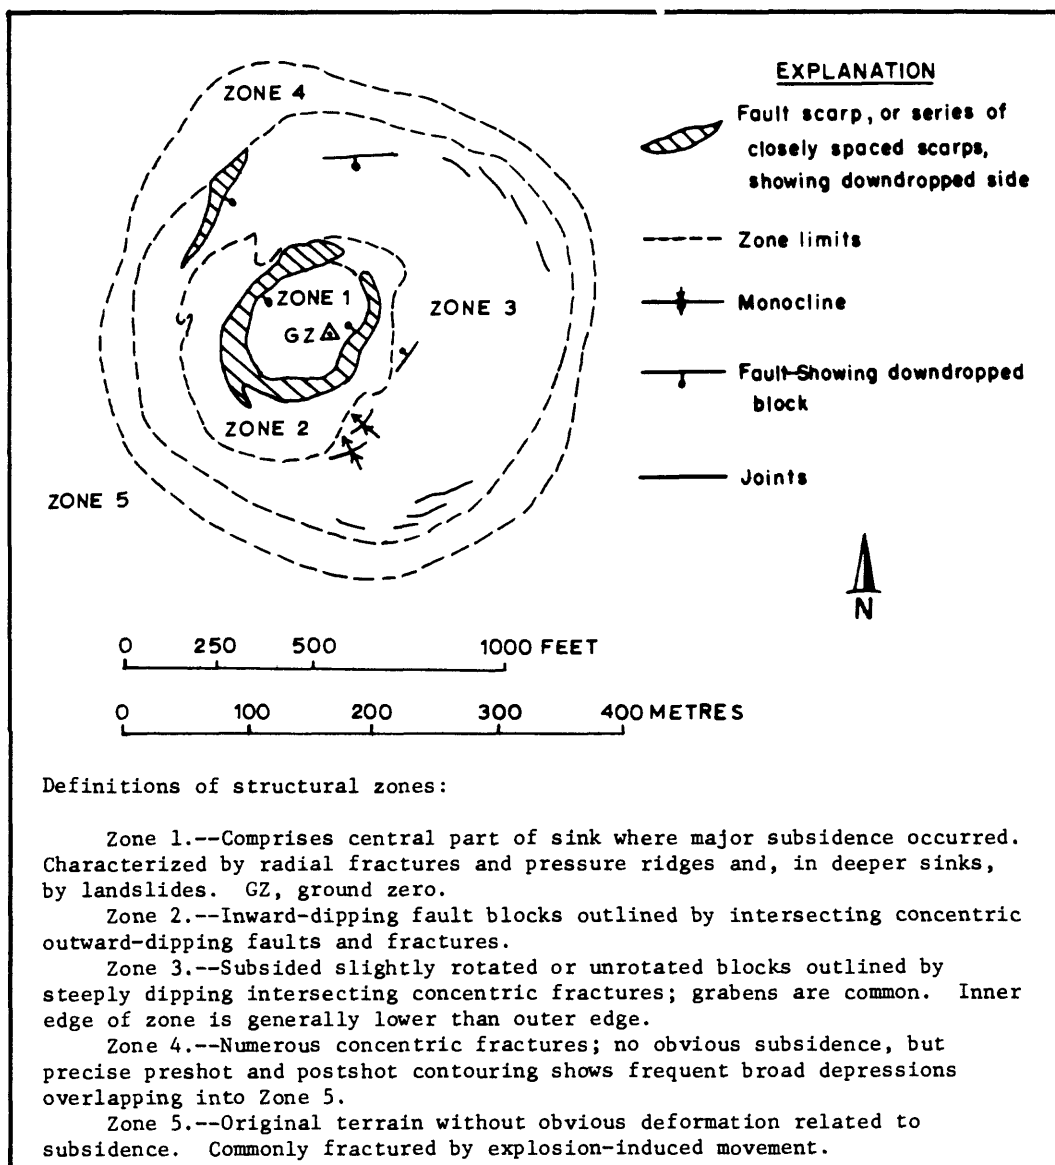 ZONE 4
ZONE 1
GZ
ZONE 3
ZONE 2
ZONE 5
EXPLANATION
Fault scarp, or series of
closely spaced scarps,
showing downdropped side
Zone limits
Monocline
Fault-Showing downdropped
block
Joints
N
0 250 500 1000 FEET
0 100 200 300 400 METRES
Definitions of structural zones:
Zone 1.--Comprises central part of sink where major subsidence occurred.
Characterized by radial fractures and pressure ridges and, in deeper sinks,
by landslides. GZ, ground zero.
Zone 2.--Inward-dipping fault blocks outlined by intersecting concentric
outward-dipping faults and fractures.
Zone 3.--Subsided slightly rotated or unrotated blocks outlined by
steeply dipping intersecting concentric fractures; grabens are common. Inner
edge of zone is generally lower than outer edge.
Zone 4.--Numerous concentric fractures; no obvious subsidence, but
precise preshot and postshot contouring shows frequent broad depressions
overlapping into Zone 5.
Zone 5.--Original terrain without obvious deformation related to
subsidence. Commonly fractured by explosion-induced movement.